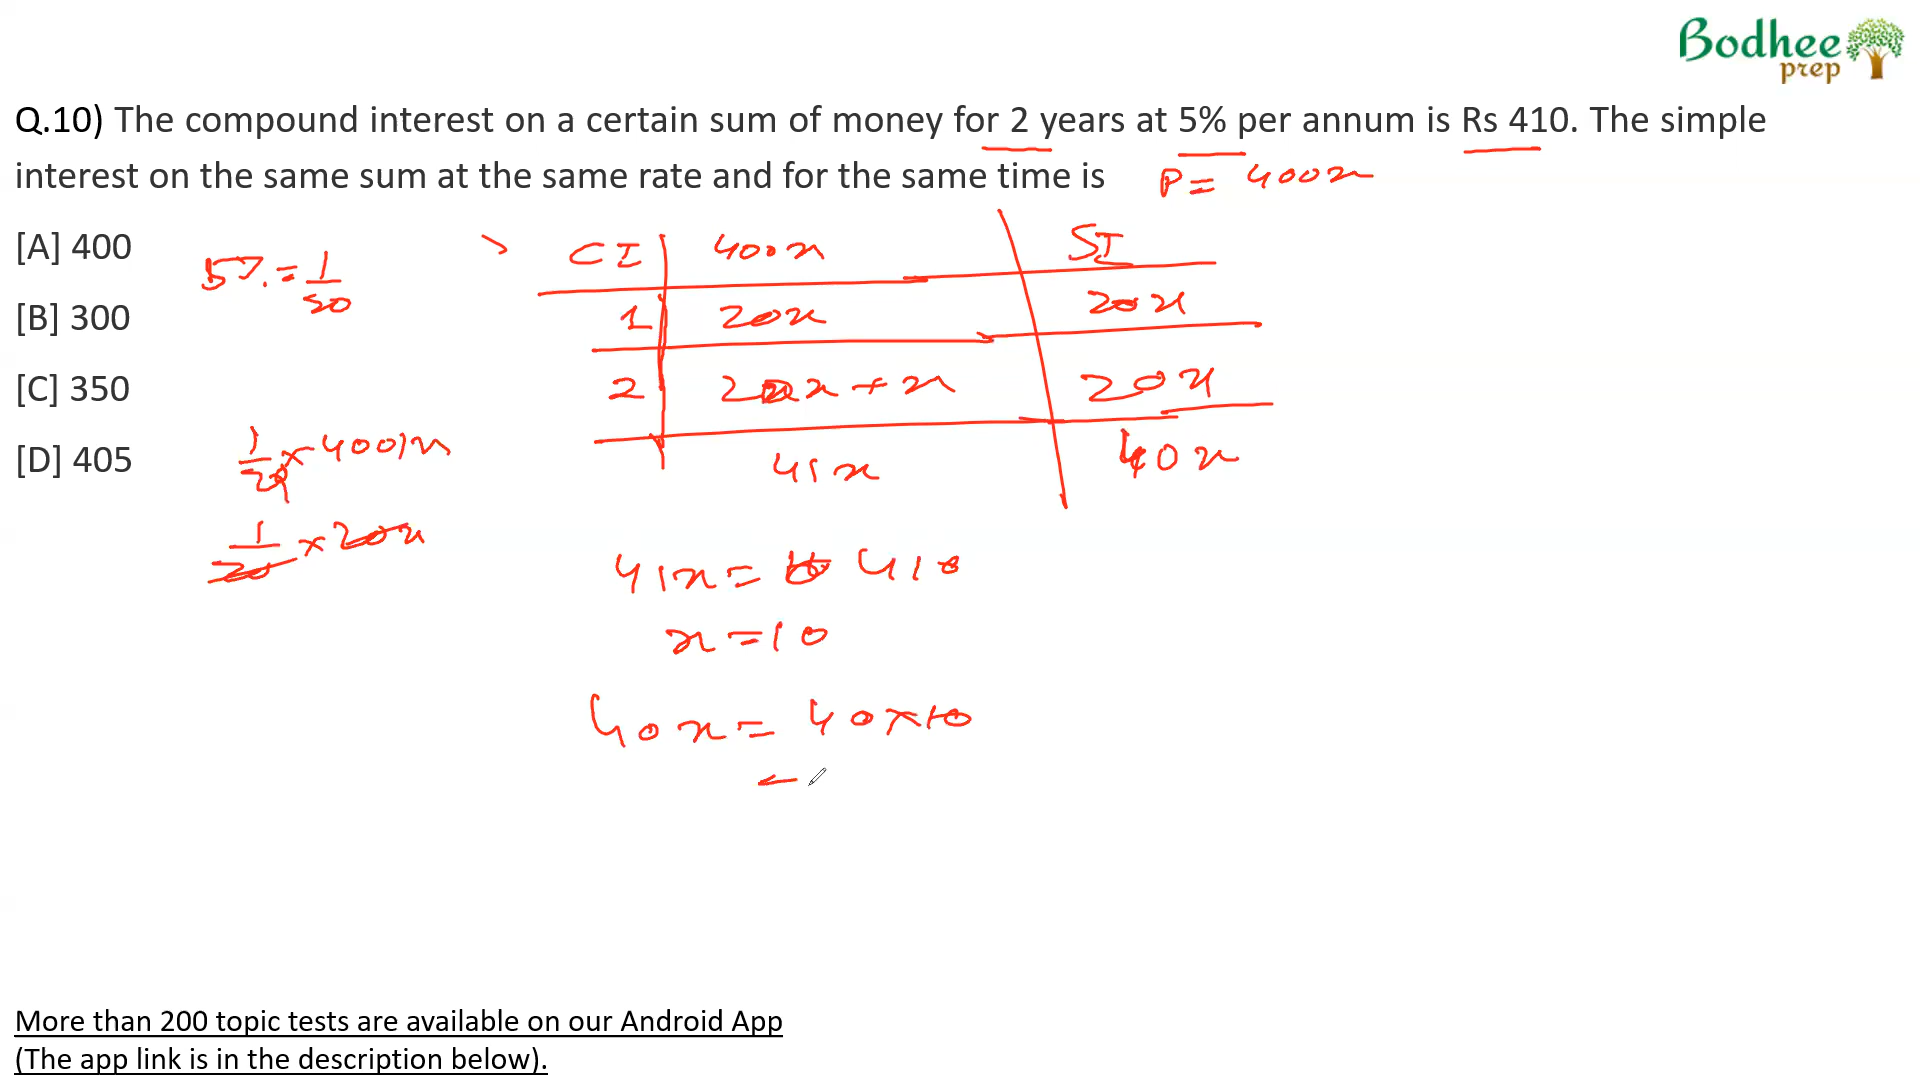 Bodhee
prep
Q.10) The compound interest on a certain sum of money for 2 years at 5% per annum is Rs 410. The simple
interest on the same sum at the same rate and for the same time is
P = 400x
[A] 400
[B] 300
[C] 350
[D] 405
5% = 1/20
CI 400x SI
1 20x 20x
2 20x + x 20x
41x 40x
1/20 × 400x
1/20 × 20x
41x = 410
x = 10
40x = 40×10
More than 200 topic tests are available on our Android App
(The app link is in the description below).